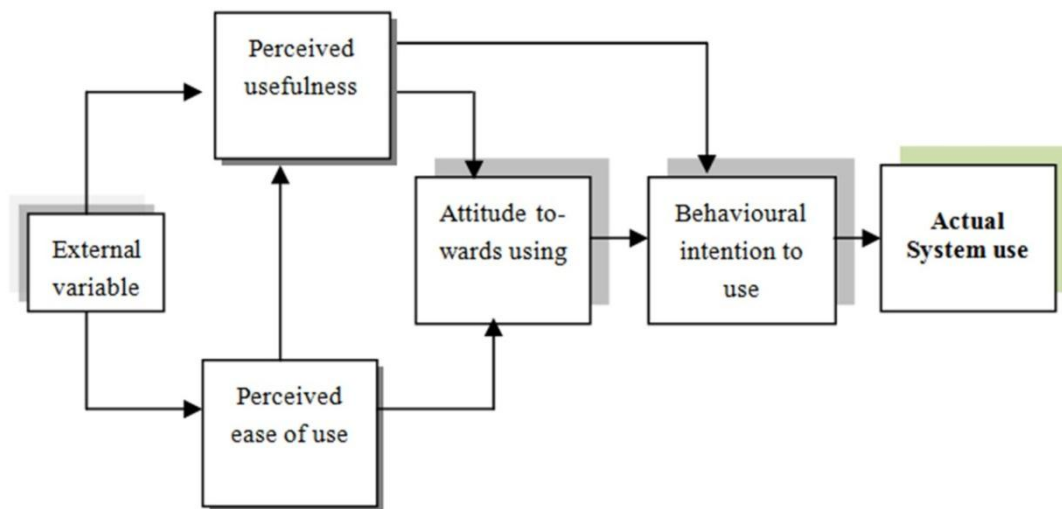 Perceived
usefulness
External
variable
Perceived
ease of use
Attitude to-
wards using
Behavioural
intention to
use
Actual
System use